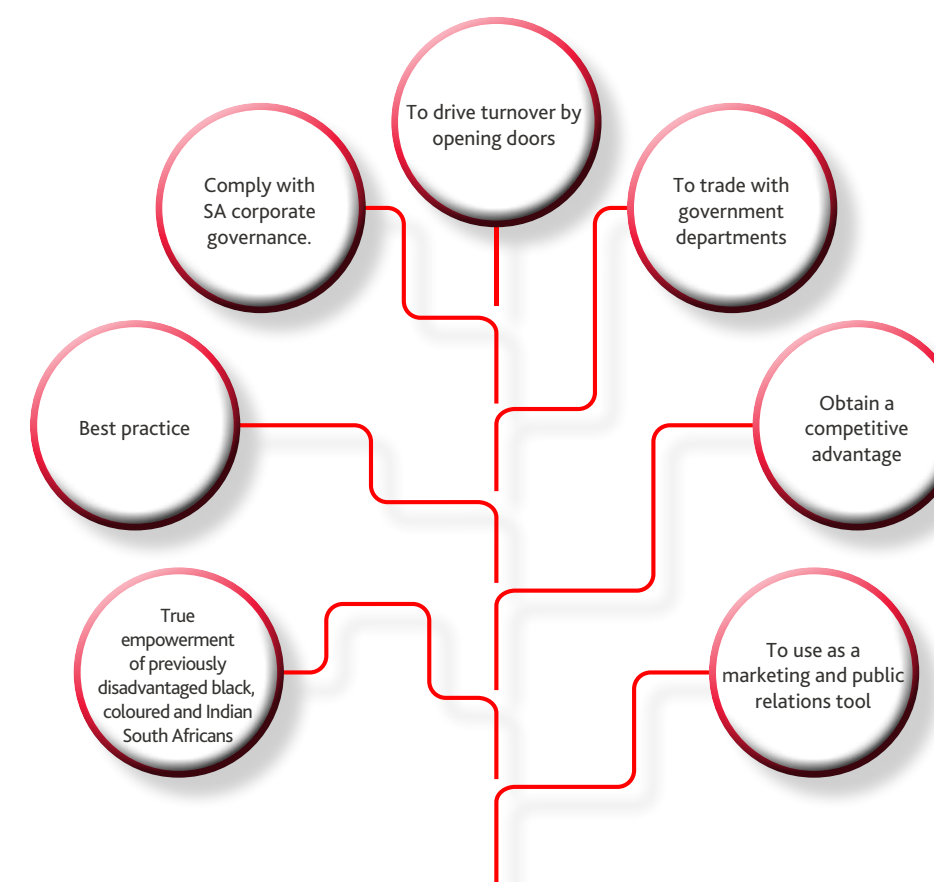 To drive turnover by
opening doors
Comply with
SA corporate
governance.
To trade with
government
departments
Best practice
Obtain a
competitive
advantage
True
empowerment
of previously
disadvantaged black,
coloured and Indian
South Africans
To use as a
marketing and public
relations tool